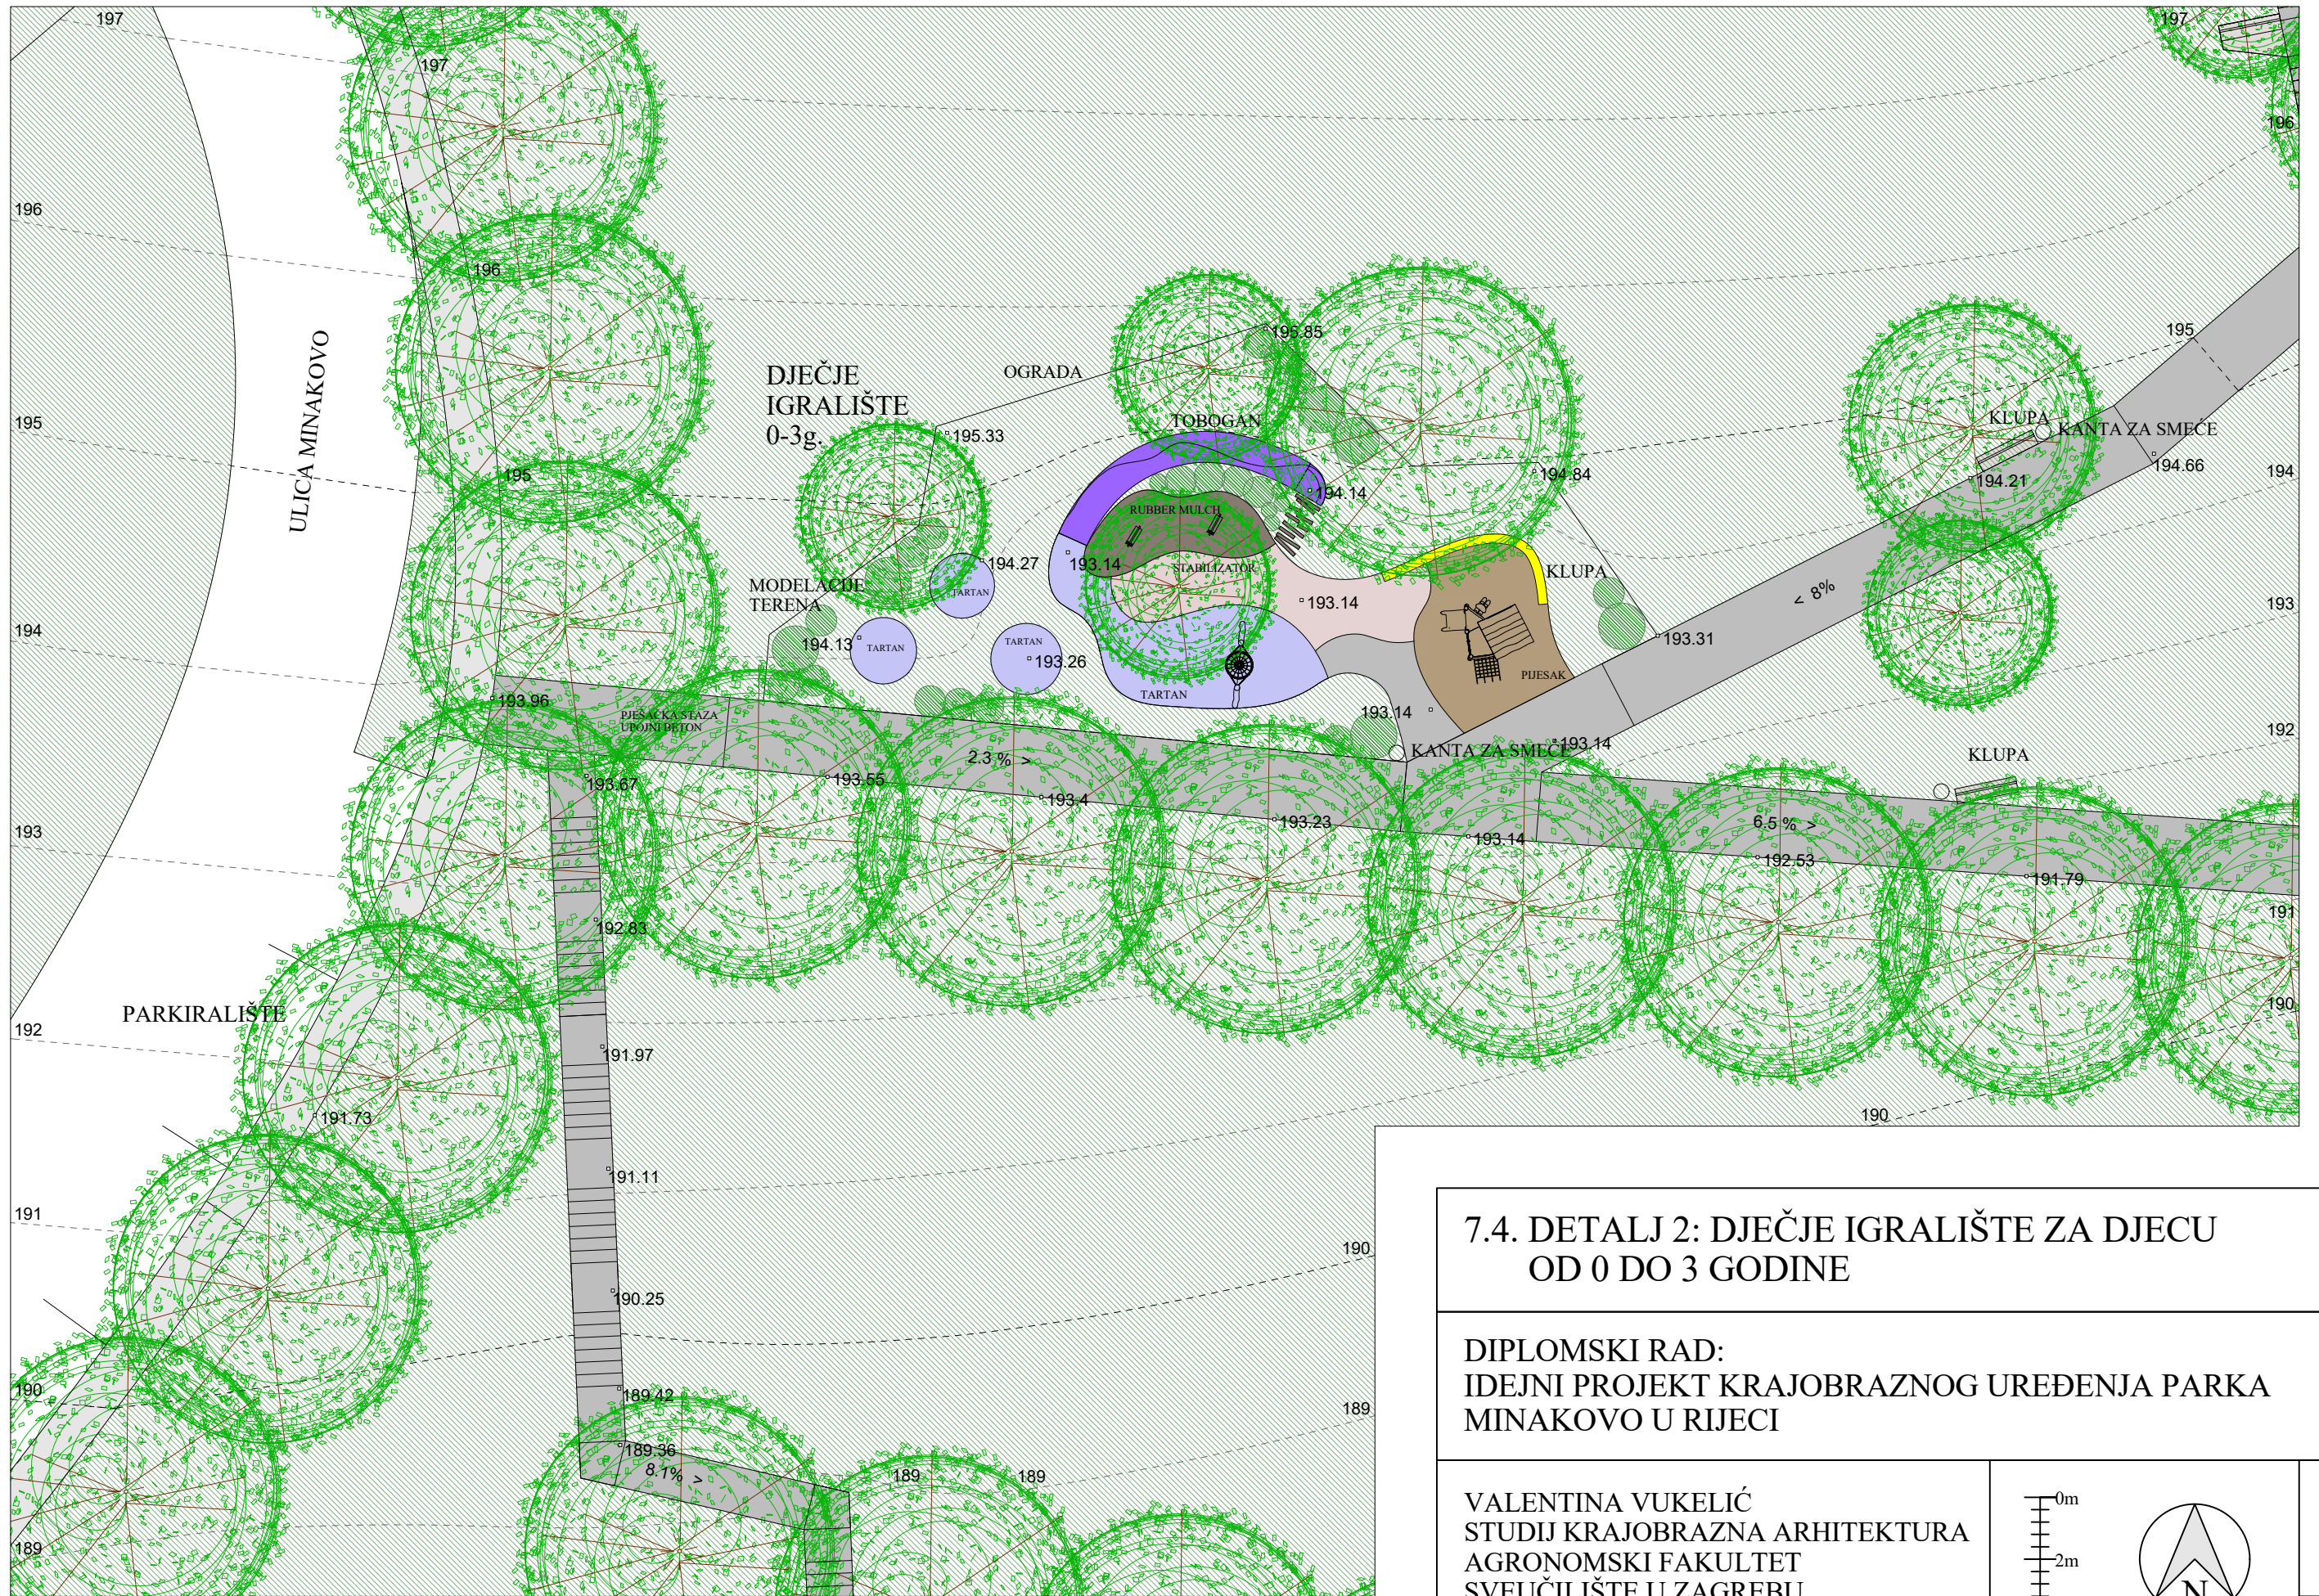 197
197
197
196
196
196
195
ULICA MINAKOVO
DJEČJE
IGRALIŠTE
0-3g.
OGRADA
195.85
195
TOBOGAN
KLUPA
KANTA ZA SMEĆE
195
195.33
194.66
194
194.84
194.21
194.14
RUBBER MULCH
193.14
STABILIZATOR
194.27
KLUPA
MODELACIJE
TERENA
TARTAN
193.14
< 8%
193
194
194.13
TARTAN
TARTAN
193.26
193.31
PIJESAK
TARTAN
193.96
PJEŠAČKA STAZA
UPOJNI BETON
193.14
192
193.14
KANTA ZA SMEĆE
KLUPA
2.3 % >
193.67
193.55
193.4
193.23
193.14
6.5 % >
192.53
191.79
193
191
192.83
PARKIRALIŠTE
190
192
191.97
191.73
190
191.11
191
190
190.25
190
189.42
189
189.36
8.1% >
189
189
189
7.4. DETALJ 2: DJEČJE IGRALIŠTE ZA DJECU
OD 0 DO 3 GODINE
DIPLOMSKI RAD:
IDEJNI PROJEKT KRAJOBRAZNOG UREĐENJA PARKA
MINAKOVO U RIJECI
VALENTINA VUKELIĆ
STUDIJ KRAJOBRAZNA ARHITEKTURA
AGRONOMSKI FAKULTET
SVEUČILIŠTE U ZAGREBU
0m
2m
N